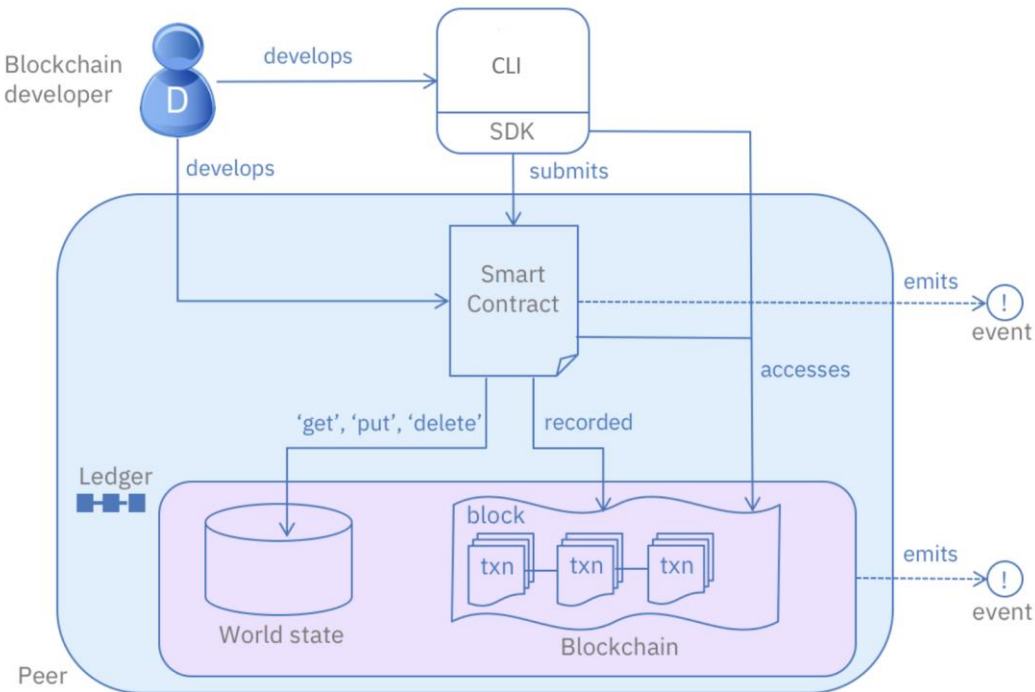 Blockchain
developer
D
develops
CLI
SDK
develops
submits
Smart
Contract
emits
!
event
accesses
‘get’, ‘put’, ‘delete’
recorded
Ledger
block
txn
txn
txn
World state
Blockchain
emits
!
event
Peer